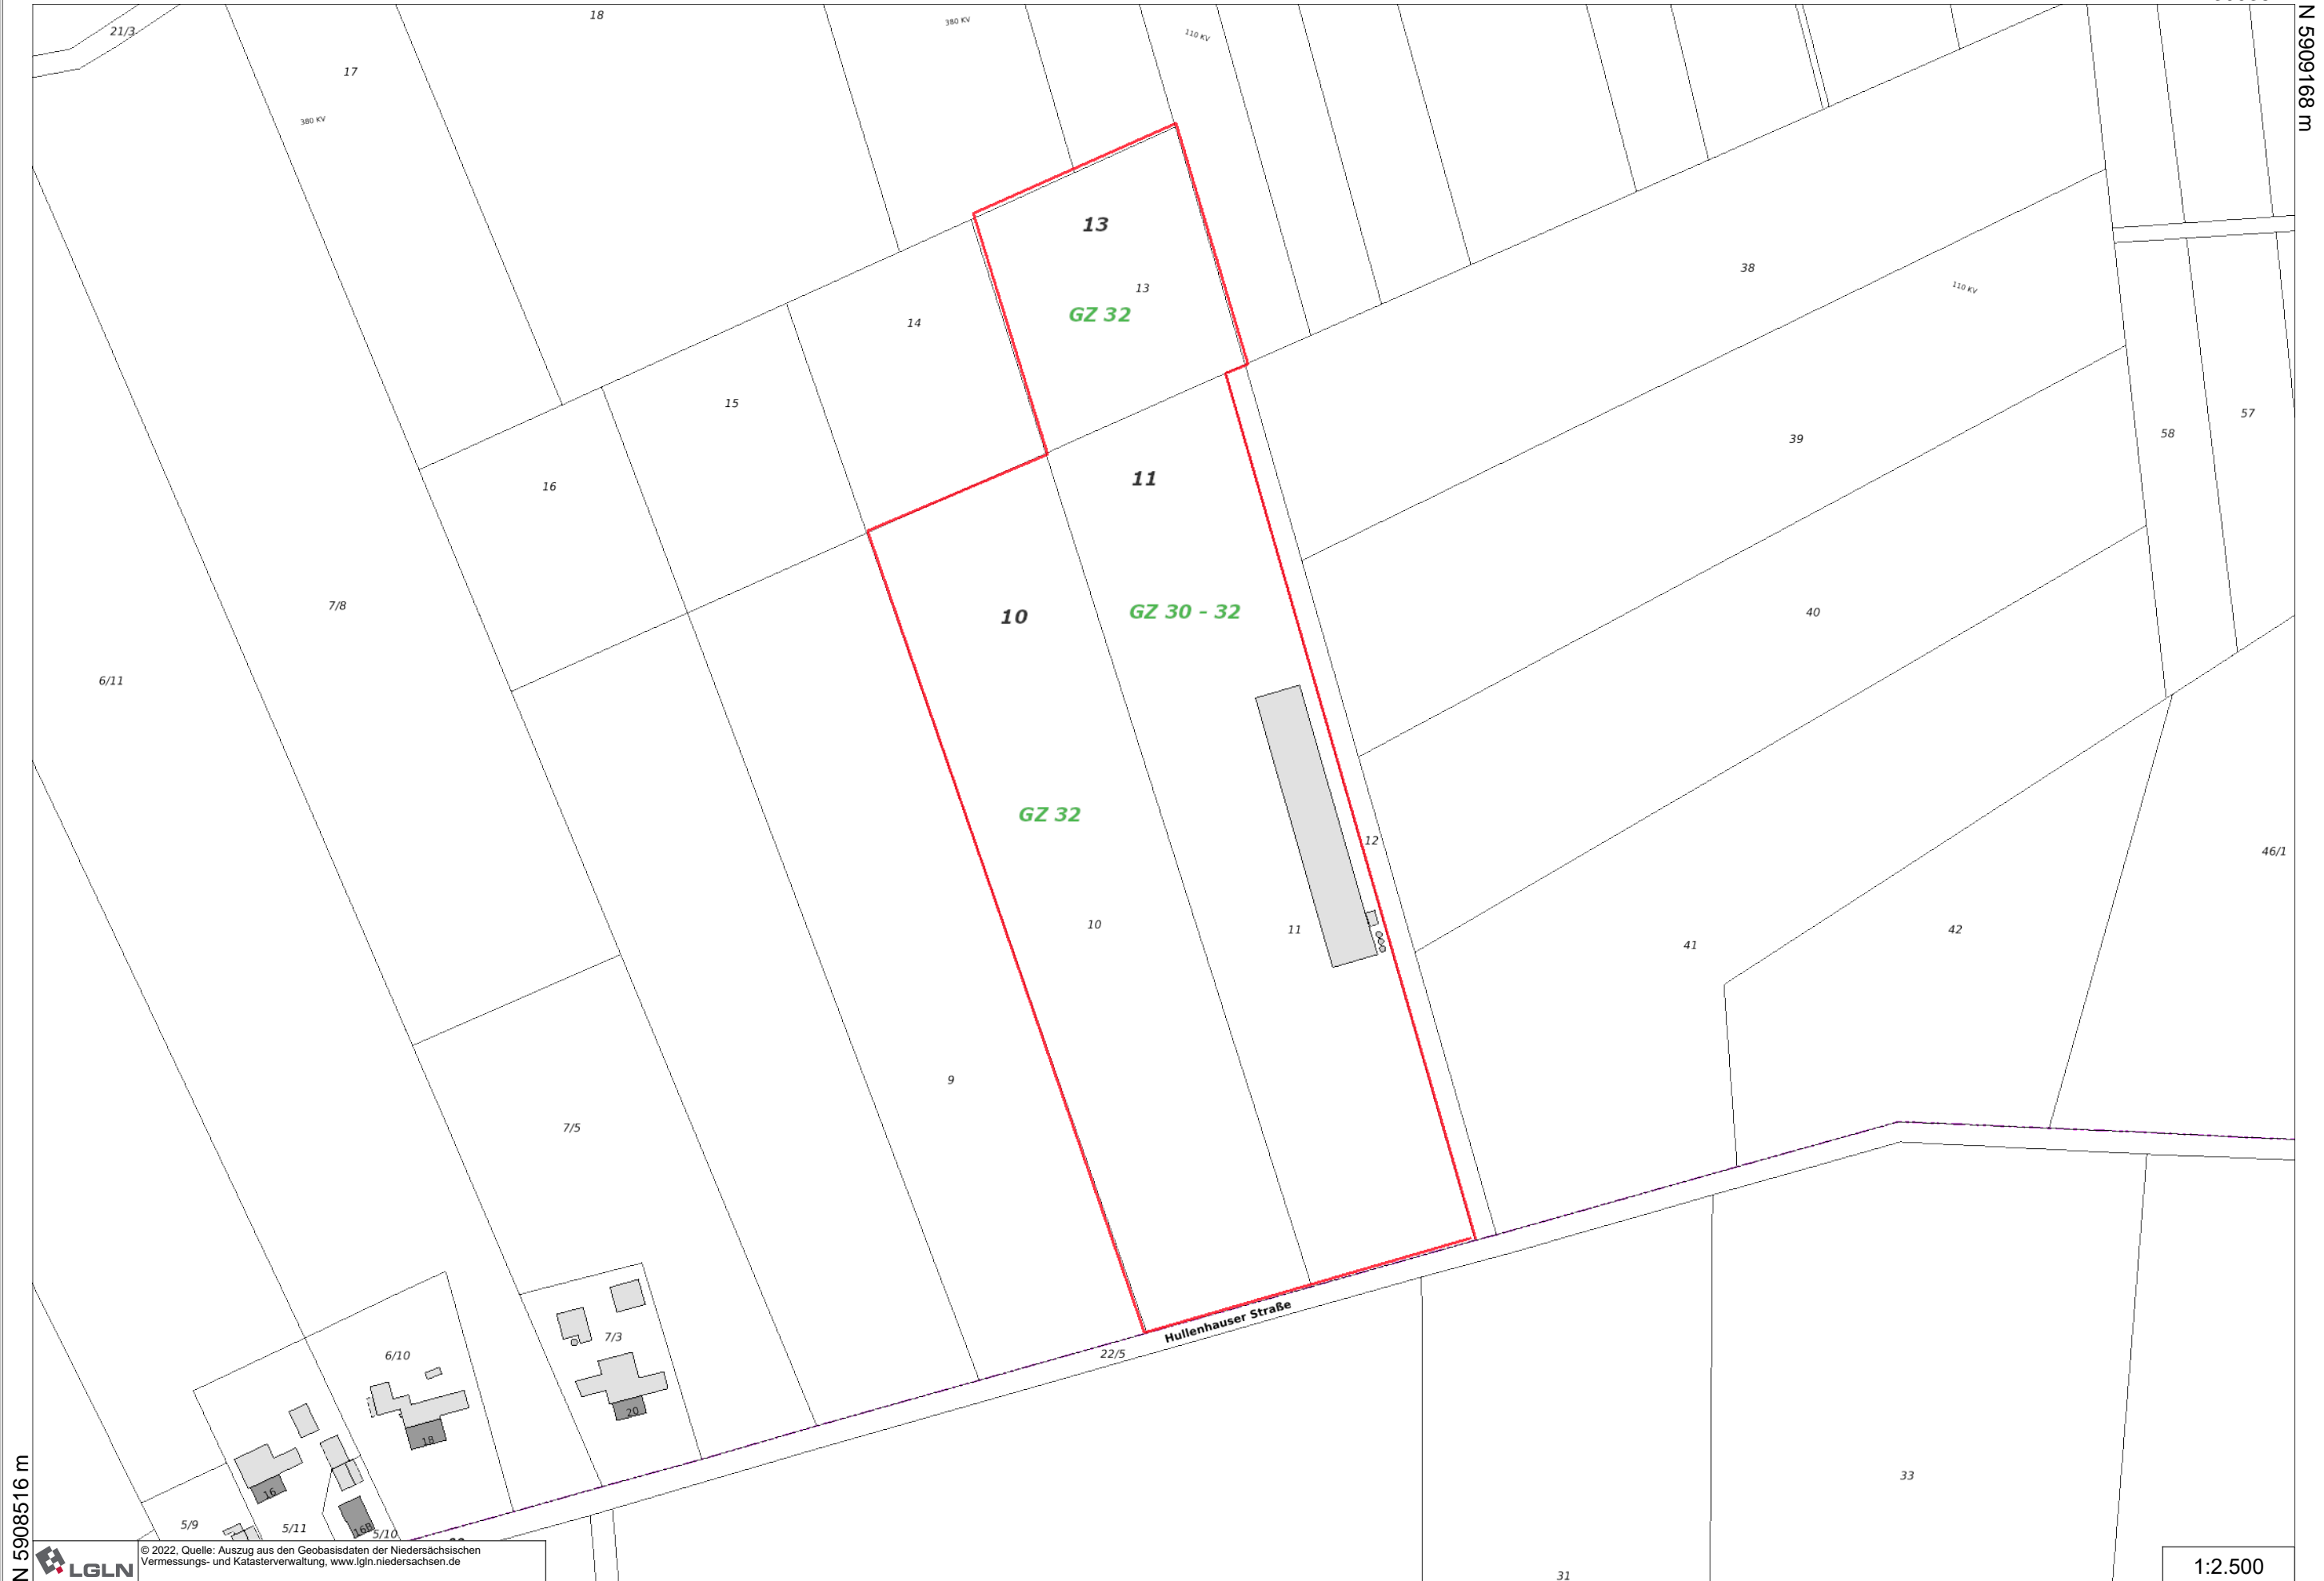 18
380 KV
110 KV
N 5909168 m
21/3
17
380 KV
13
38
13
110 KV
GZ 32
14
15
57
58
39
11
16
7/8
GZ 30 - 32
10
40
6/11
GZ 32
12
46/1
10
11
42
41
9
7/5
Hullenhauser Straße
7/3
22/5
6/10
20
18
33
16
N 5908516 m
5/9
5/11
16B
5/10
LGLN
© 2022, Quelle: Auszug aus den Geobasisdaten der Niedersächsischen
Vermessungs- und Katasterverwaltung, www.lgln.niedersachsen.de
1:2.500
31